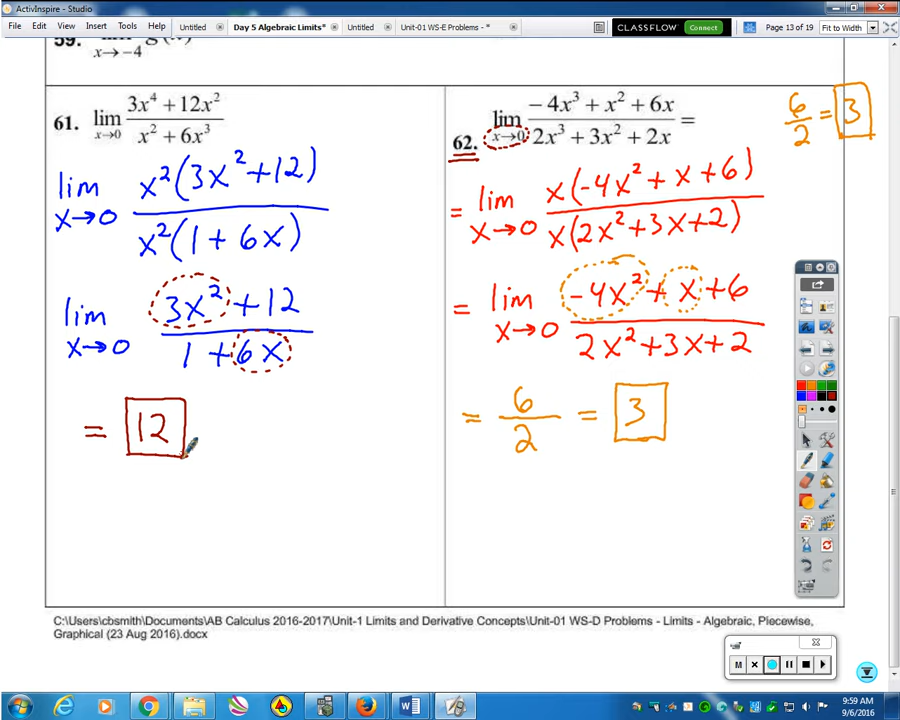 ActivInspire - Studio
File Edit View Insert Tools Help
Untitled Day 5 Algebraic Limits* Untitled Unit-01 WS-E Problems - *
CLASSFLOW Connect
Page 13 of 19 Fit to Width
59.
x→-4
61. lim x→0 (3x⁴ + 12x²)/(x² + 6x³)
lim x→0 x²(3x² + 12)/x²(1 + 6x)
lim x→0 (3x² + 12)/(1 + 6x)
= 12
62. lim x→0 (-4x³ + x² + 6x)/(2x³ + 3x² + 2x) =
6/2 = 3
= lim x→0 x(-4x² + x + 6)/x(2x² + 3x + 2)
= lim x→0 (-4x² + x + 6)/(2x² + 3x + 2)
= 6/2 = 3
C:\Users\cbsmith\Documents\AB Calculus 2016-2017\Unit-1 Limits and Derivative Concepts\Unit-01 WS-D Problems - Limits - Algebraic, Piecewise,
Graphical (23 Aug 2016).docx
M
9:59 AM
9/6/2016